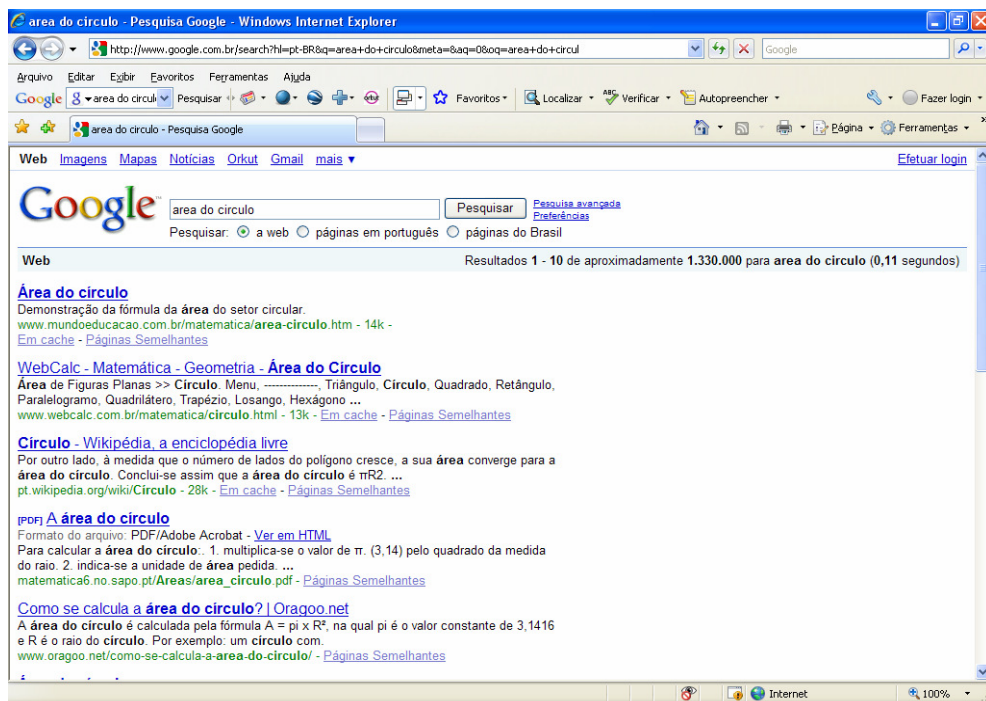 area do circulo - Pesquisa Google - Windows Internet Explorer
http://www.google.com.br/search?hl=pt-BR&q=area+do+circulo&meta=&aq=0&oq=area+do+circul
Google
Arquivo Editar Exibir Favoritos Ferramentas Ajuda
Google area do circulo Pesquisar Favoritos Localizar Verificar Autopreencher Fazer login
area do circulo - Pesquisa Google Página Ferramentas
Web Imagens Mapas Notícias Orkut Gmail mais ▼ Efetuar login
Google™ area do circulo Pesquisar Pesquisa avançada
Preferências
Pesquisar: a web páginas em português páginas do Brasil
Web Resultados 1 - 10 de aproximadamente 1.330.000 para area do circulo (0,11 segundos)
Área do círculo
Demonstração da fórmula da área do setor circular.
www.mundoeducacao.com.br/matematica/area-circulo.htm - 14k -
Em cache - Páginas Semelhantes
WebCalc - Matemática - Geometria - Área do Círculo
Área de Figuras Planas >> Círculo. Menu, --------------, Triângulo, Círculo, Quadrado, Retângulo,
Paralelogramo, Quadrilátero, Trapézio, Losango, Hexágono ...
www.webcalc.com.br/matematica/circulo.html - 13k - Em cache - Páginas Semelhantes
Círculo - Wikipédia, a enciclopédia livre
Por outro lado, à medida que o número de lados do polígono cresce, a sua área converge para a
área do círculo. Conclui-se assim que a área do círculo é πR2. ...
pt.wikipedia.org/wiki/Círculo - 28k - Em cache - Páginas Semelhantes
[PDF] A área do círculo
Formato do arquivo: PDF/Adobe Acrobat - Ver em HTML
Para calcular a área do círculo:. 1. multiplica-se o valor de π. (3,14) pelo quadrado da medida
do raio. 2. indica-se a unidade de área pedida. ...
matematica6.no.sapo.pt/Areas/area_circulo.pdf - Páginas Semelhantes
Como se calcula a área do círculo? | Oragoo.net
A área do círculo é calculada pela fórmula A = pi x R², na qual pi é o valor constante de 3,1416
e R é o raio do círculo. Por exemplo: um círculo com.
www.oragoo.net/como-se-calcula-a-area-do-circulo/ - Páginas Semelhantes
Internet 100%